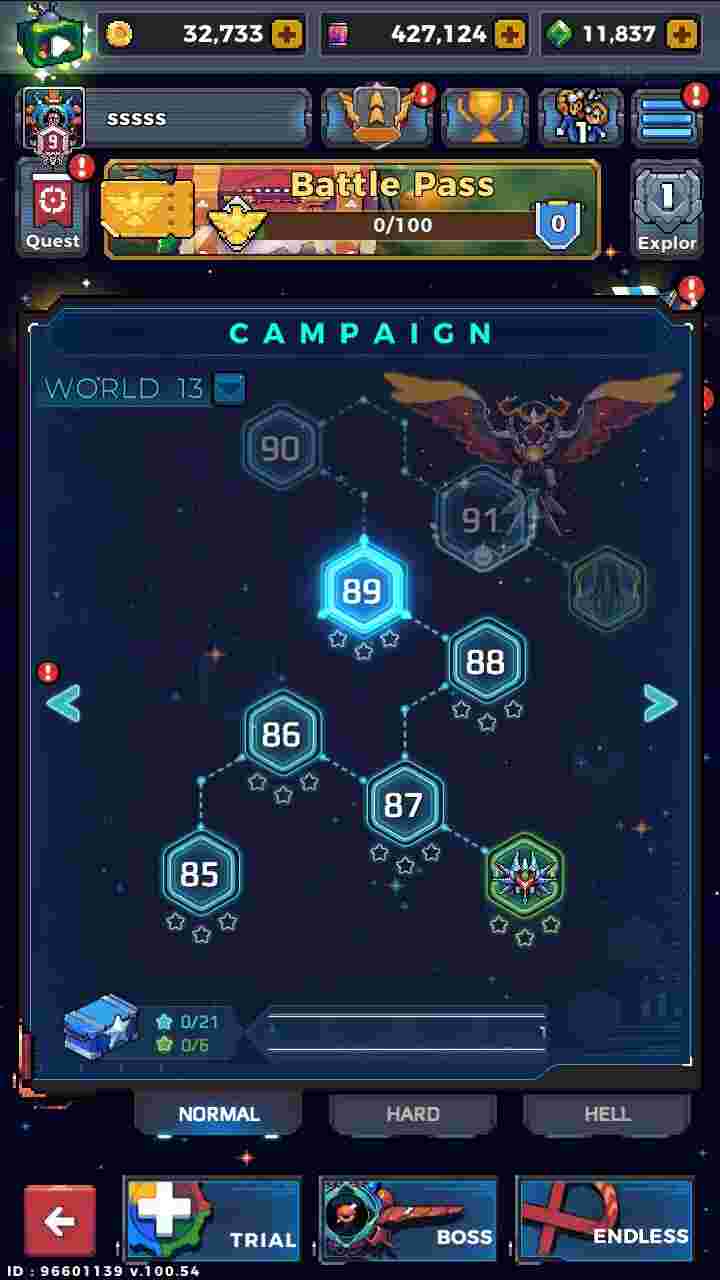 32,733
427,124
11,837
9
sssss
1
Quest
Battle Pass
0/100
0
1
Explor
CAMPAIGN
WORLD 13
90
91
89
88
86
87
85
0/21
0/6
1
NORMAL
HARD
HELL
TRIAL
BOSS
ENDLESS
ID : 96601139 v.100.54